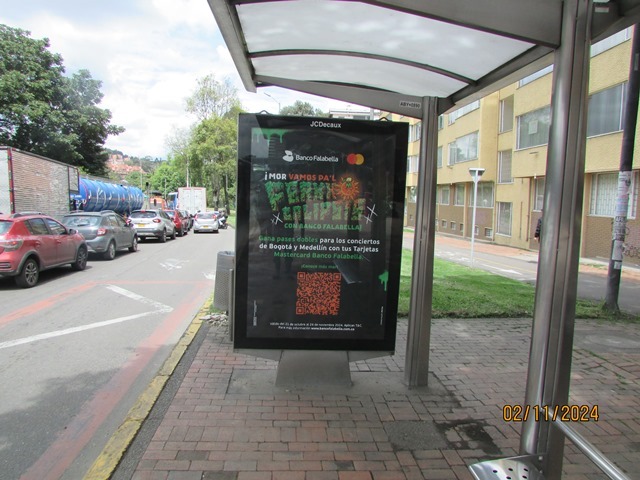 JCDecaux
Banco Falabella
¡MOR VAMOS PA'L
CON BANCO FALABELLA!
Gana pases dobles para los conciertos
de Bogotá y Medellín con tus Tarjetas
Mastercard Banco Falabella
02/11/2024